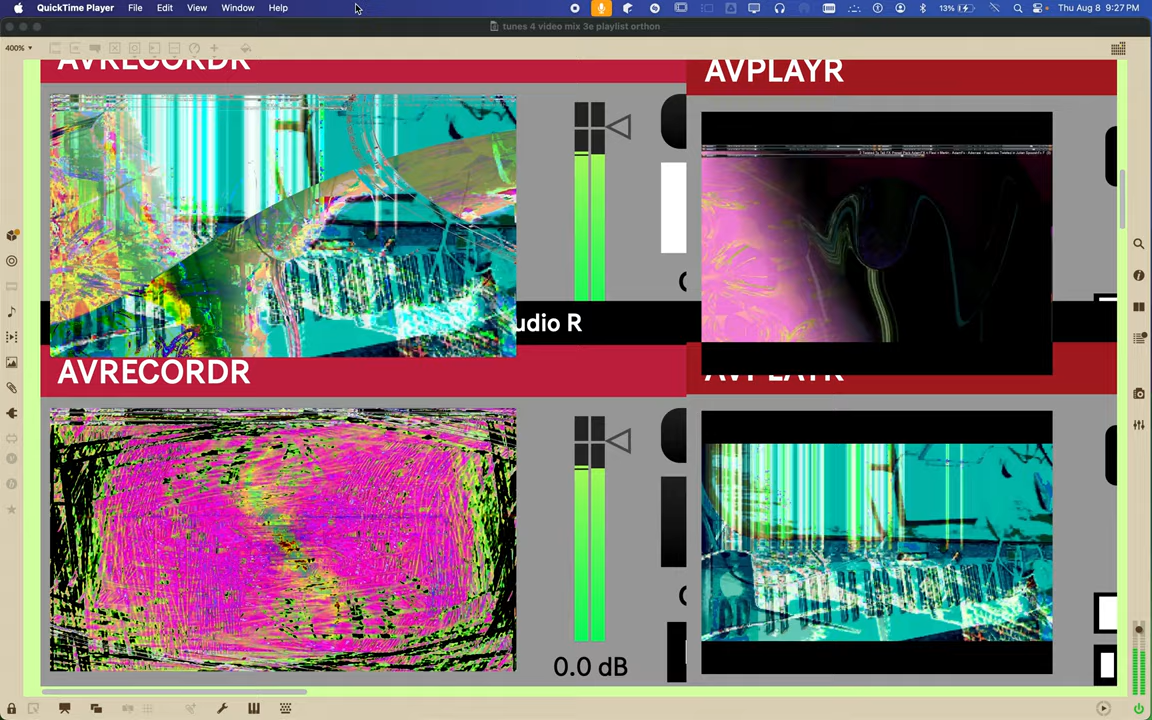 QuickTime Player File Edit View Window Help 13% Thu Aug 8 9:27 PM
tunes 4 video mix 3e playlist orthon
400%
AVRECORDR
AVPLAYR
udio R
AVRECORDR
AVPLAYR
0.0 dB